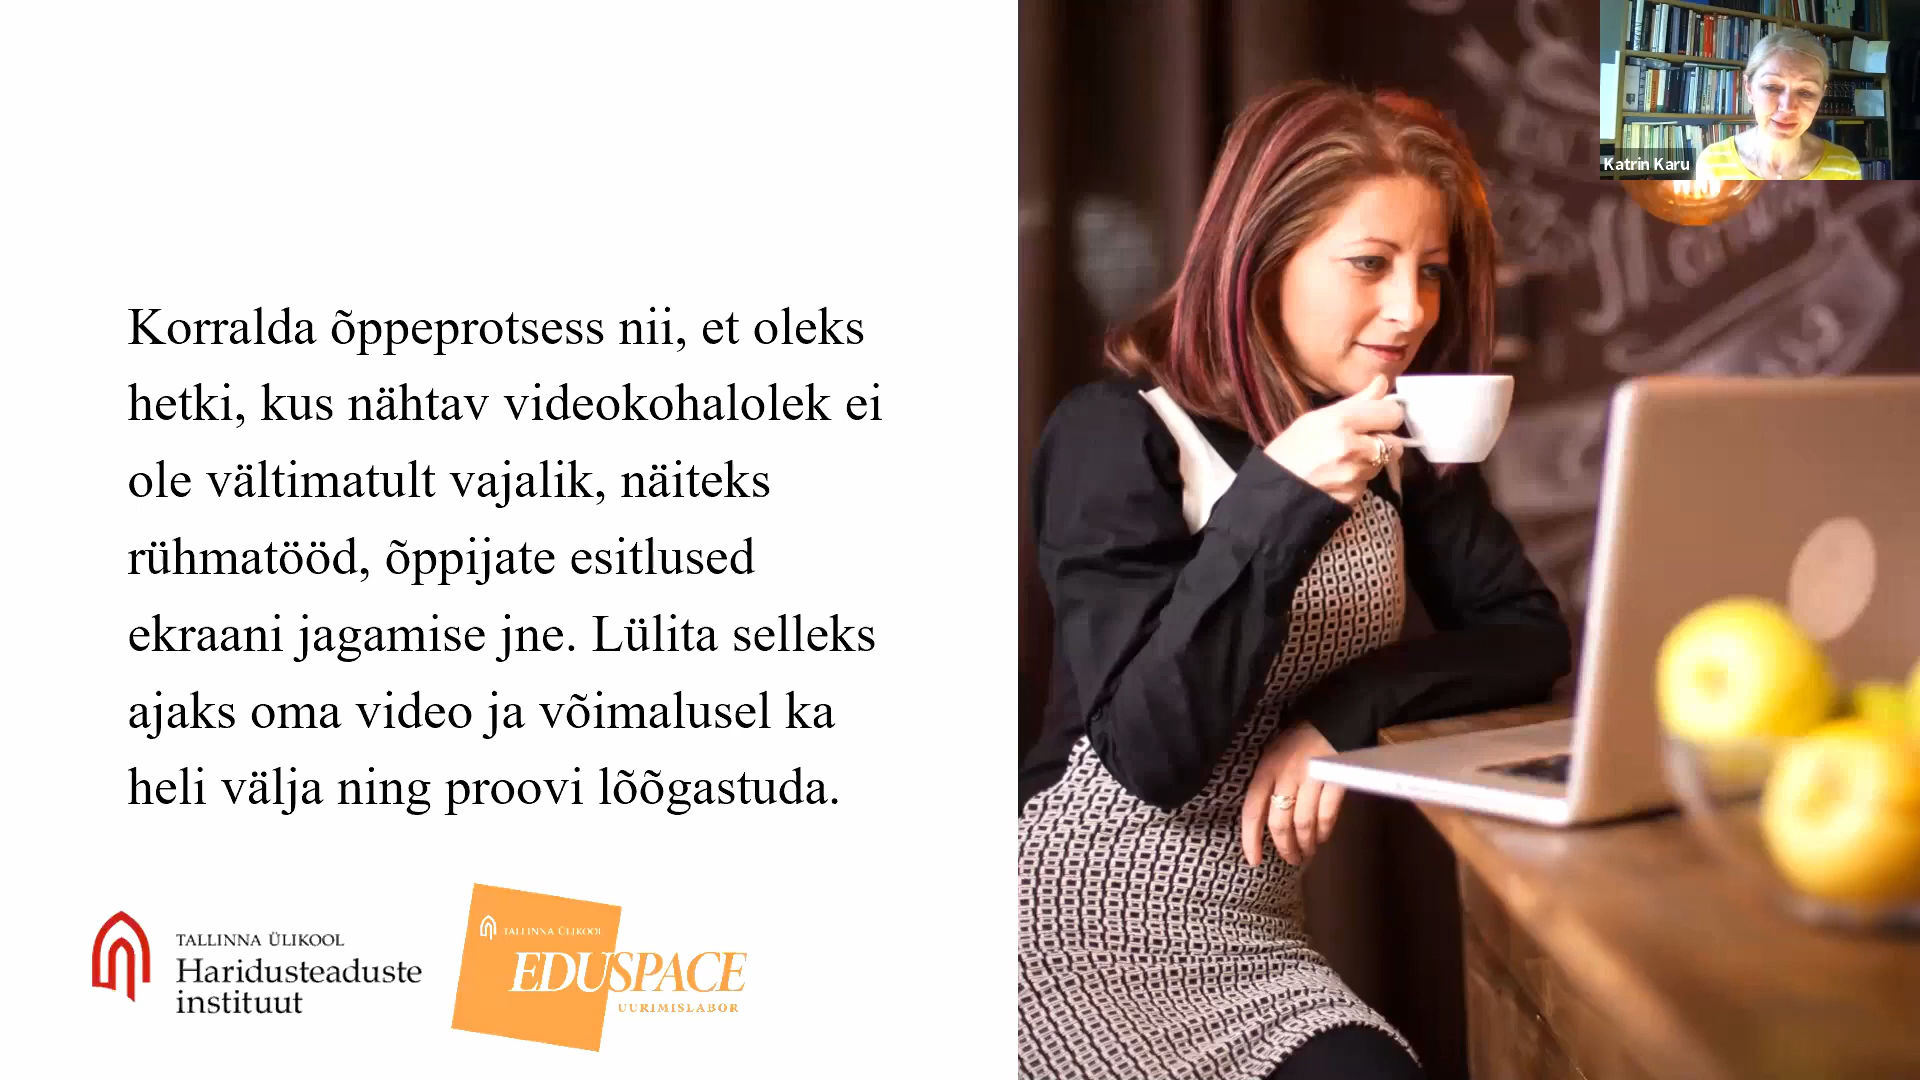 Korralda õppeprotsess nii, et oleks
hetki, kus nähtav videokohalolek ei
ole vältimatult vajalik, näiteks
rühmatööd, õppijate esitlused
ekraani jagamise jne. Lülita selleks
ajaks oma video ja võimalusel ka
heli välja ning proovi lõõgastuda.
TALLINNA ÜLIKOOL
Haridusteaduste
instituut
TALLINNA ÜLIKOOL
EDUSPACE
UURIMISLABOR
Katrin Karu